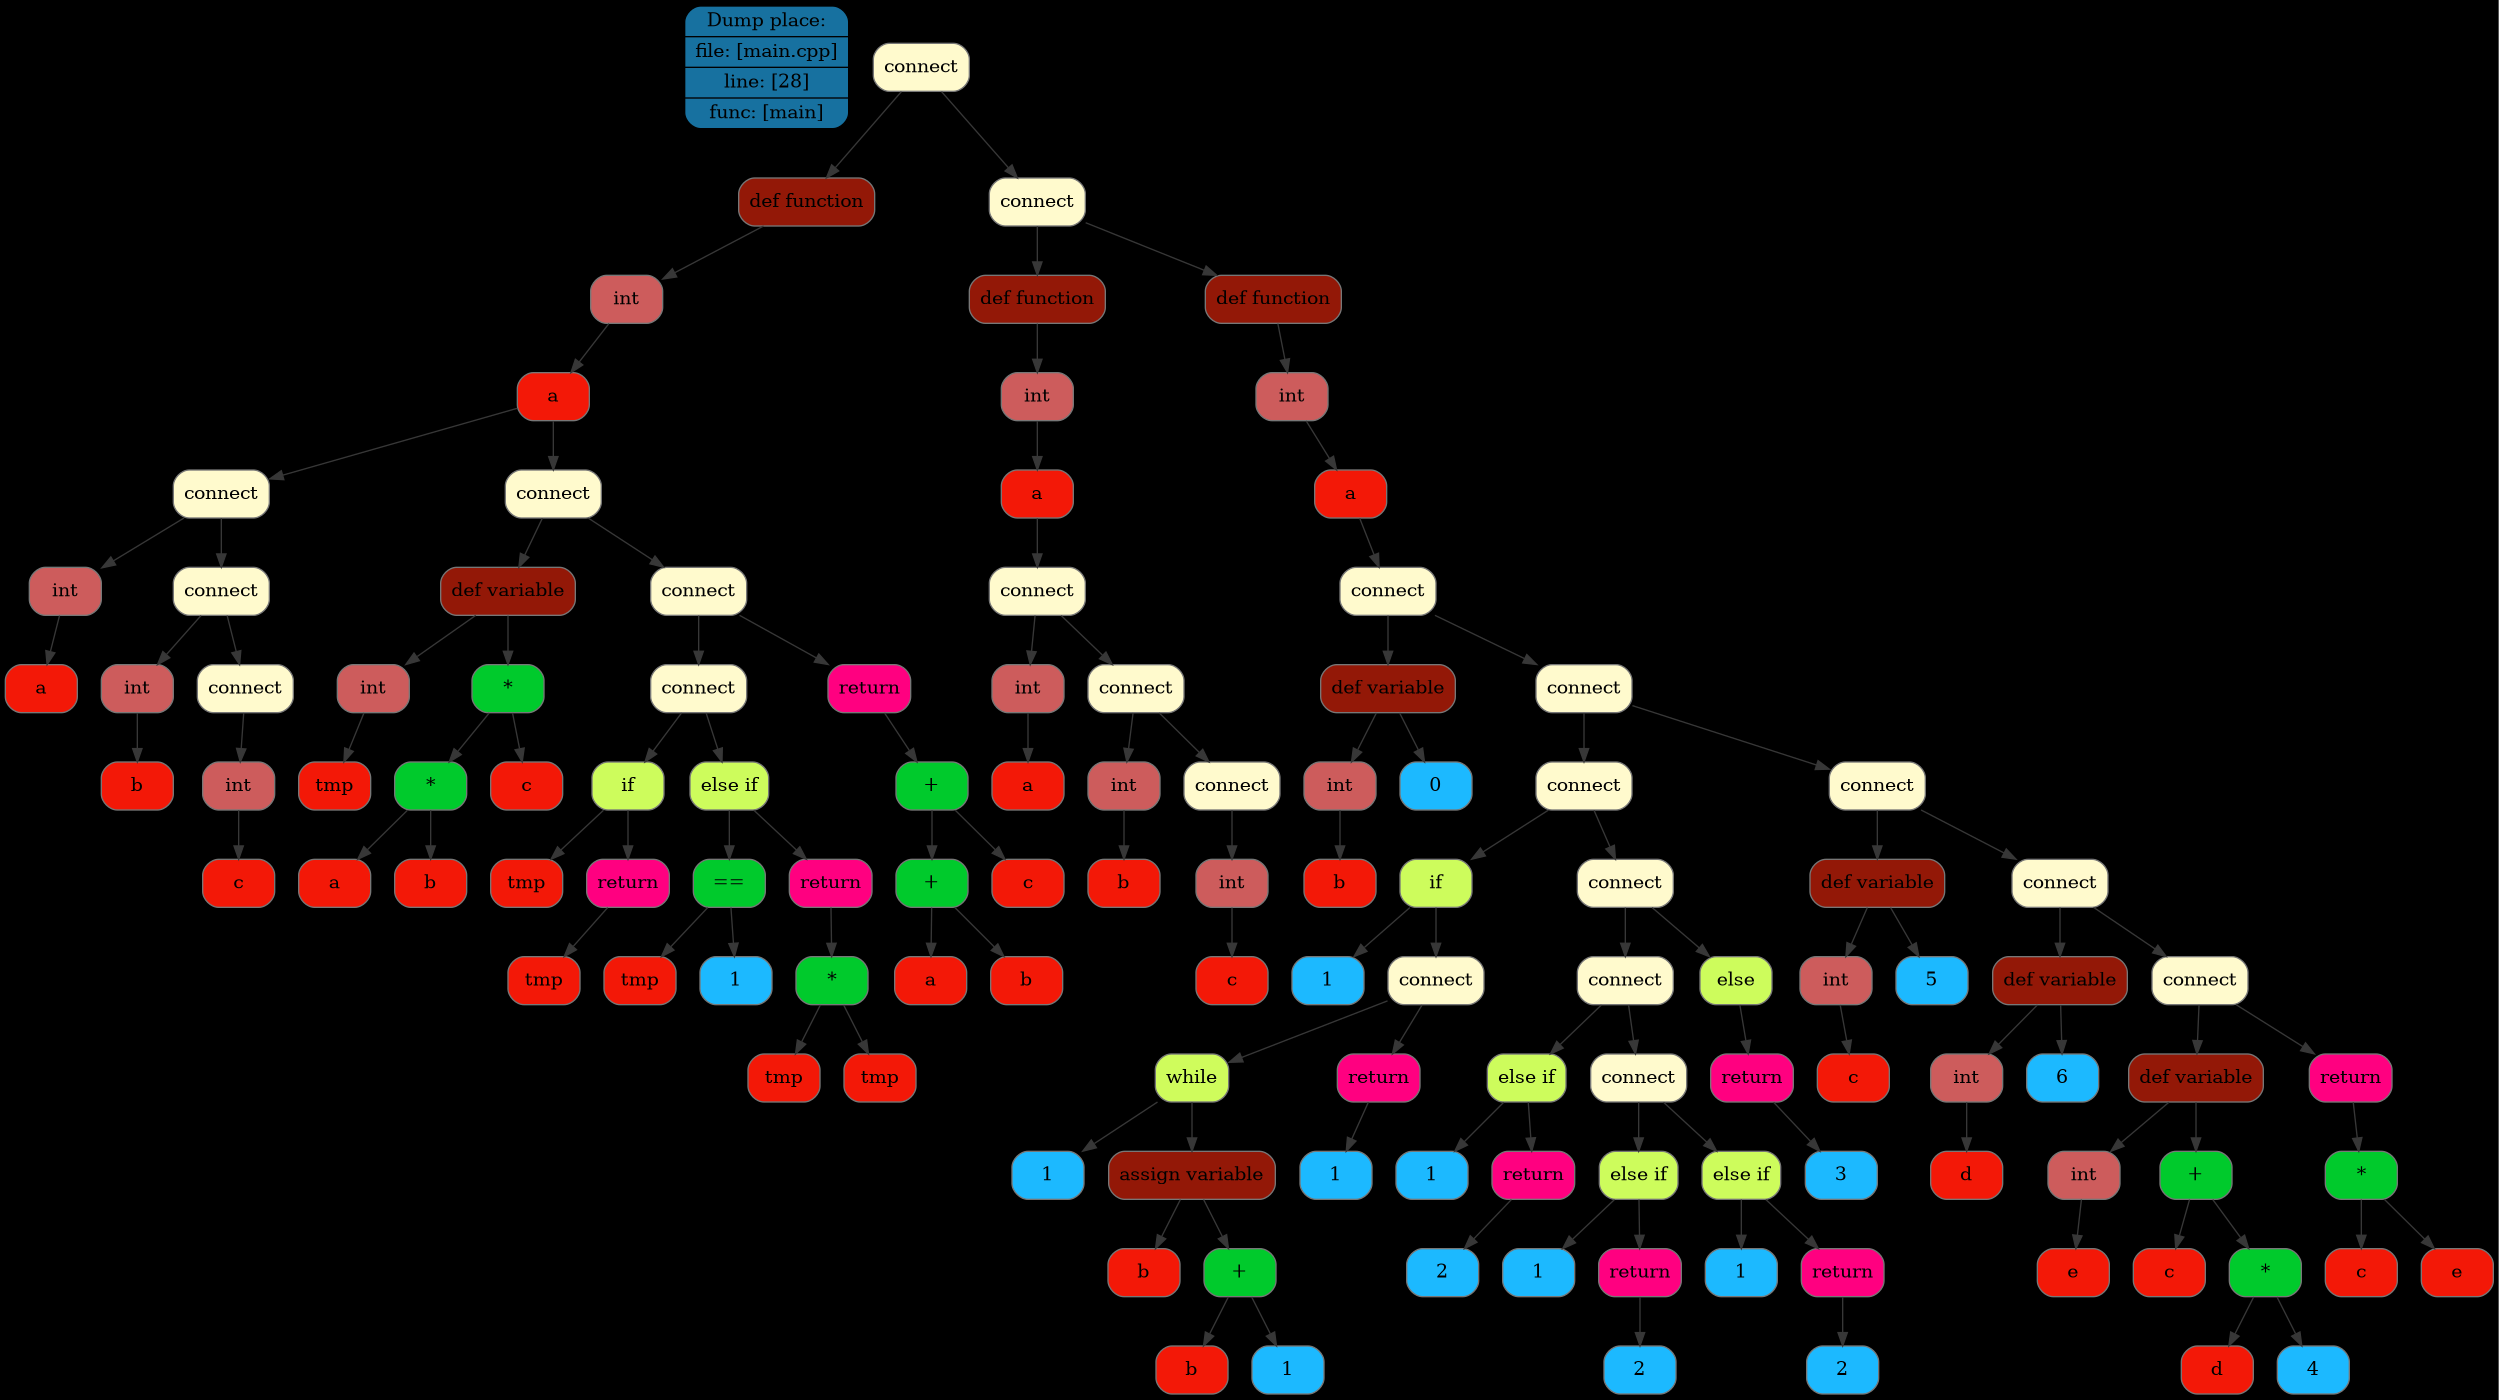 Dump place:
file: [main.cpp]
line: [28]
func: [main]
connect
def function
connect
int
def function
def function
a
int
int
connect
connect
a
a
int
connect
def variable
connect
connect
connect
a
int
connect
int
*
connect
return
int
connect
def variable
connect
b
int
tmp
*
c
if
else if
+
a
int
connect
int
0
connect
connect
c
a
b
tmp
return
==
return
+
c
b
int
b
if
connect
def variable
connect
tmp
tmp
1
*
a
b
c
1
connect
connect
else
int
5
def variable
connect
tmp
tmp
while
return
else if
connect
return
c
int
6
def variable
return
1
assign variable
1
1
return
else if
else if
3
d
int
+
*
b
+
2
1
return
1
return
e
c
*
c
e
b
1
2
2
d
4